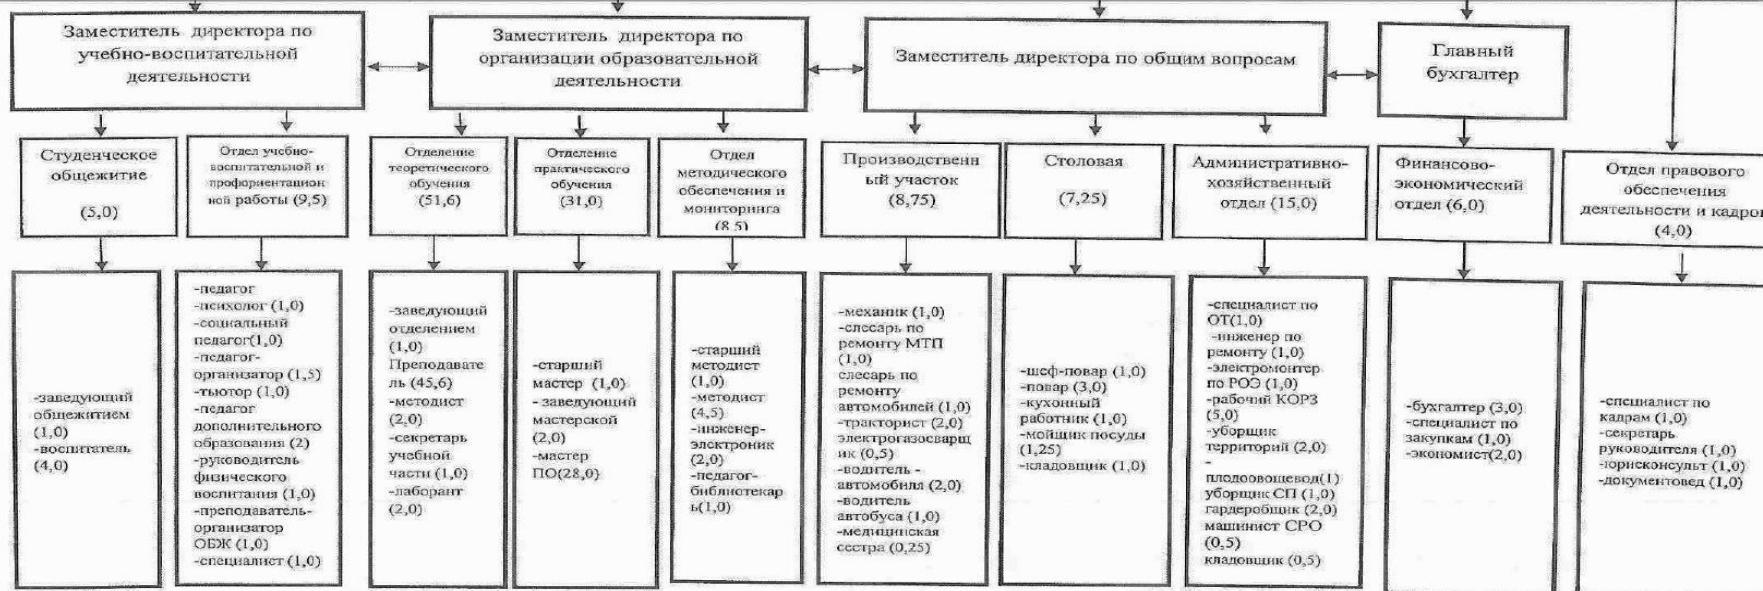 Заместитель директора по
учебно-воспитательной
деятельности
Заместитель директора по
организации образовательной
деятельности
Заместитель директора по общим вопросам
Главный
бухгалтер
Студенческое
общежитие
(5,0)
Отдел учебно-
воспитательной и
профориентацион
ной работы (9,5)
Отделение
теоретического
обучения
(51,6)
Отделение
практического
обучения
(31,0)
Отдел
методического
обеспечения и
мониторинга
(8,5)
Производственн
ый участок
(8,75)
Столовая
(7,25)
Административно-
хозяйственный
отдел (15,0)
Финансово-
экономический
отдел (6,0)
Отдел правового
обеспечения
деятельности и кадров
(4,0)
-заведующий
общежитием
(1,0)
-воспитатель
(4,0)
-педагог
-психолог (1,0)
-социальный
педагог(1,0)
-педагог-
организатор (1,5)
-тьютор (1,0)
-педагог
дополнительного
образования (2)
-руководитель
физического
воспитания (1,0)
-преподаватель-
организатор
ОБЖ (1,0)
-специалист (1,0)
-заведующий
отделением
(1,0)
Преподавате
ль (45,6)
-методист
(2,0)
-секретарь
учебной
части (1,0)
-лаборант
(2,0)
-старший
мастер (1,0)
- заведующий
мастерской
(2,0)
-мастер
ПО(28,0)
-старший
методист
(1,0)
-методист
(4,5)
-инженер-
электроник
(2,0)
-педагог-
библиотекар
ь(1,0)
-механик (1,0)
-слесарь по
ремонту МТП
(1,0)
слесарь по
ремонту
автомобилей (1,0)
-тракторист (2,0)
электрогазосварщ
ик (0,5)
-водитель -
автомобиля (2,0)
-водитель
автобуса (1,0)
-медицинская
сестра (0,25)
-шеф-повар (1,0)
-повар (3,0)
-кухонный
работник (1,0)
-мойщик посуды
(1,25)
-кладовщик (1,0)
-специалист по
ОТ(1,0)
-инженер по
ремонту (1,0)
-электромонтер
по РОЭ (1,0)
-рабочий КОРЗ
(5,0)
-уборщик
территорий (2,0)
-
плодоовощевод(1)
уборщик СП (1,0)
гардеробщик (2,0)
машинист СРО
(0,5)
кладовщик (0,5)
-бухгалтер (3,0)
-специалист по
закупкам (1,0)
-экономист(2,0)
-специалист по
кадрам (1,0)
-секретарь
руководителя (1,0)
-юрисконсульт (1,0)
-документовед (1,0)